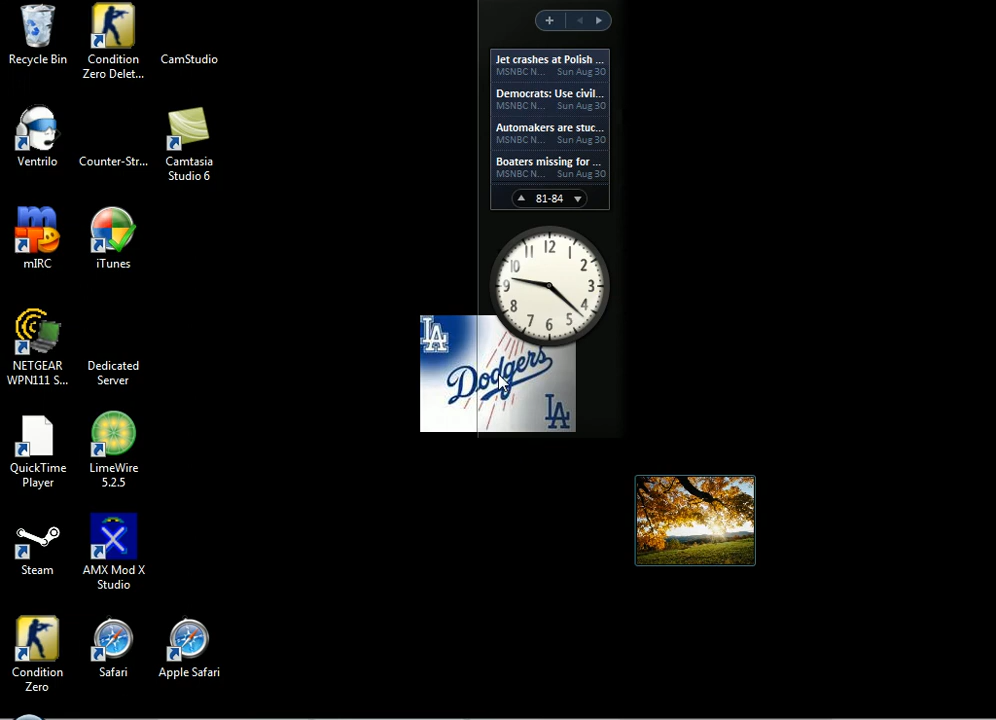 Recycle Bin
Condition
Zero Delet...
CamStudio
Ventrilo
Counter-Str...
Camtasia
Studio 6
mIRC
iTunes
NETGEAR
WPN111 S...
Dedicated
Server
QuickTime
Player
LimeWire
5.2.5
Steam
AMX Mod X
Studio
Condition
Zero
Safari
Apple Safari
Jet crashes at Polish ...
MSNBC N... Sun Aug 30
Democrats: Use civil...
MSNBC N... Sun Aug 30
Automakers are stuc...
MSNBC N... Sun Aug 30
Boaters missing for ...
MSNBC N... Sun Aug 30
81-84
12
11 1
10 2
9 3
8 4
7 5
6
LA
Dodgers
LA